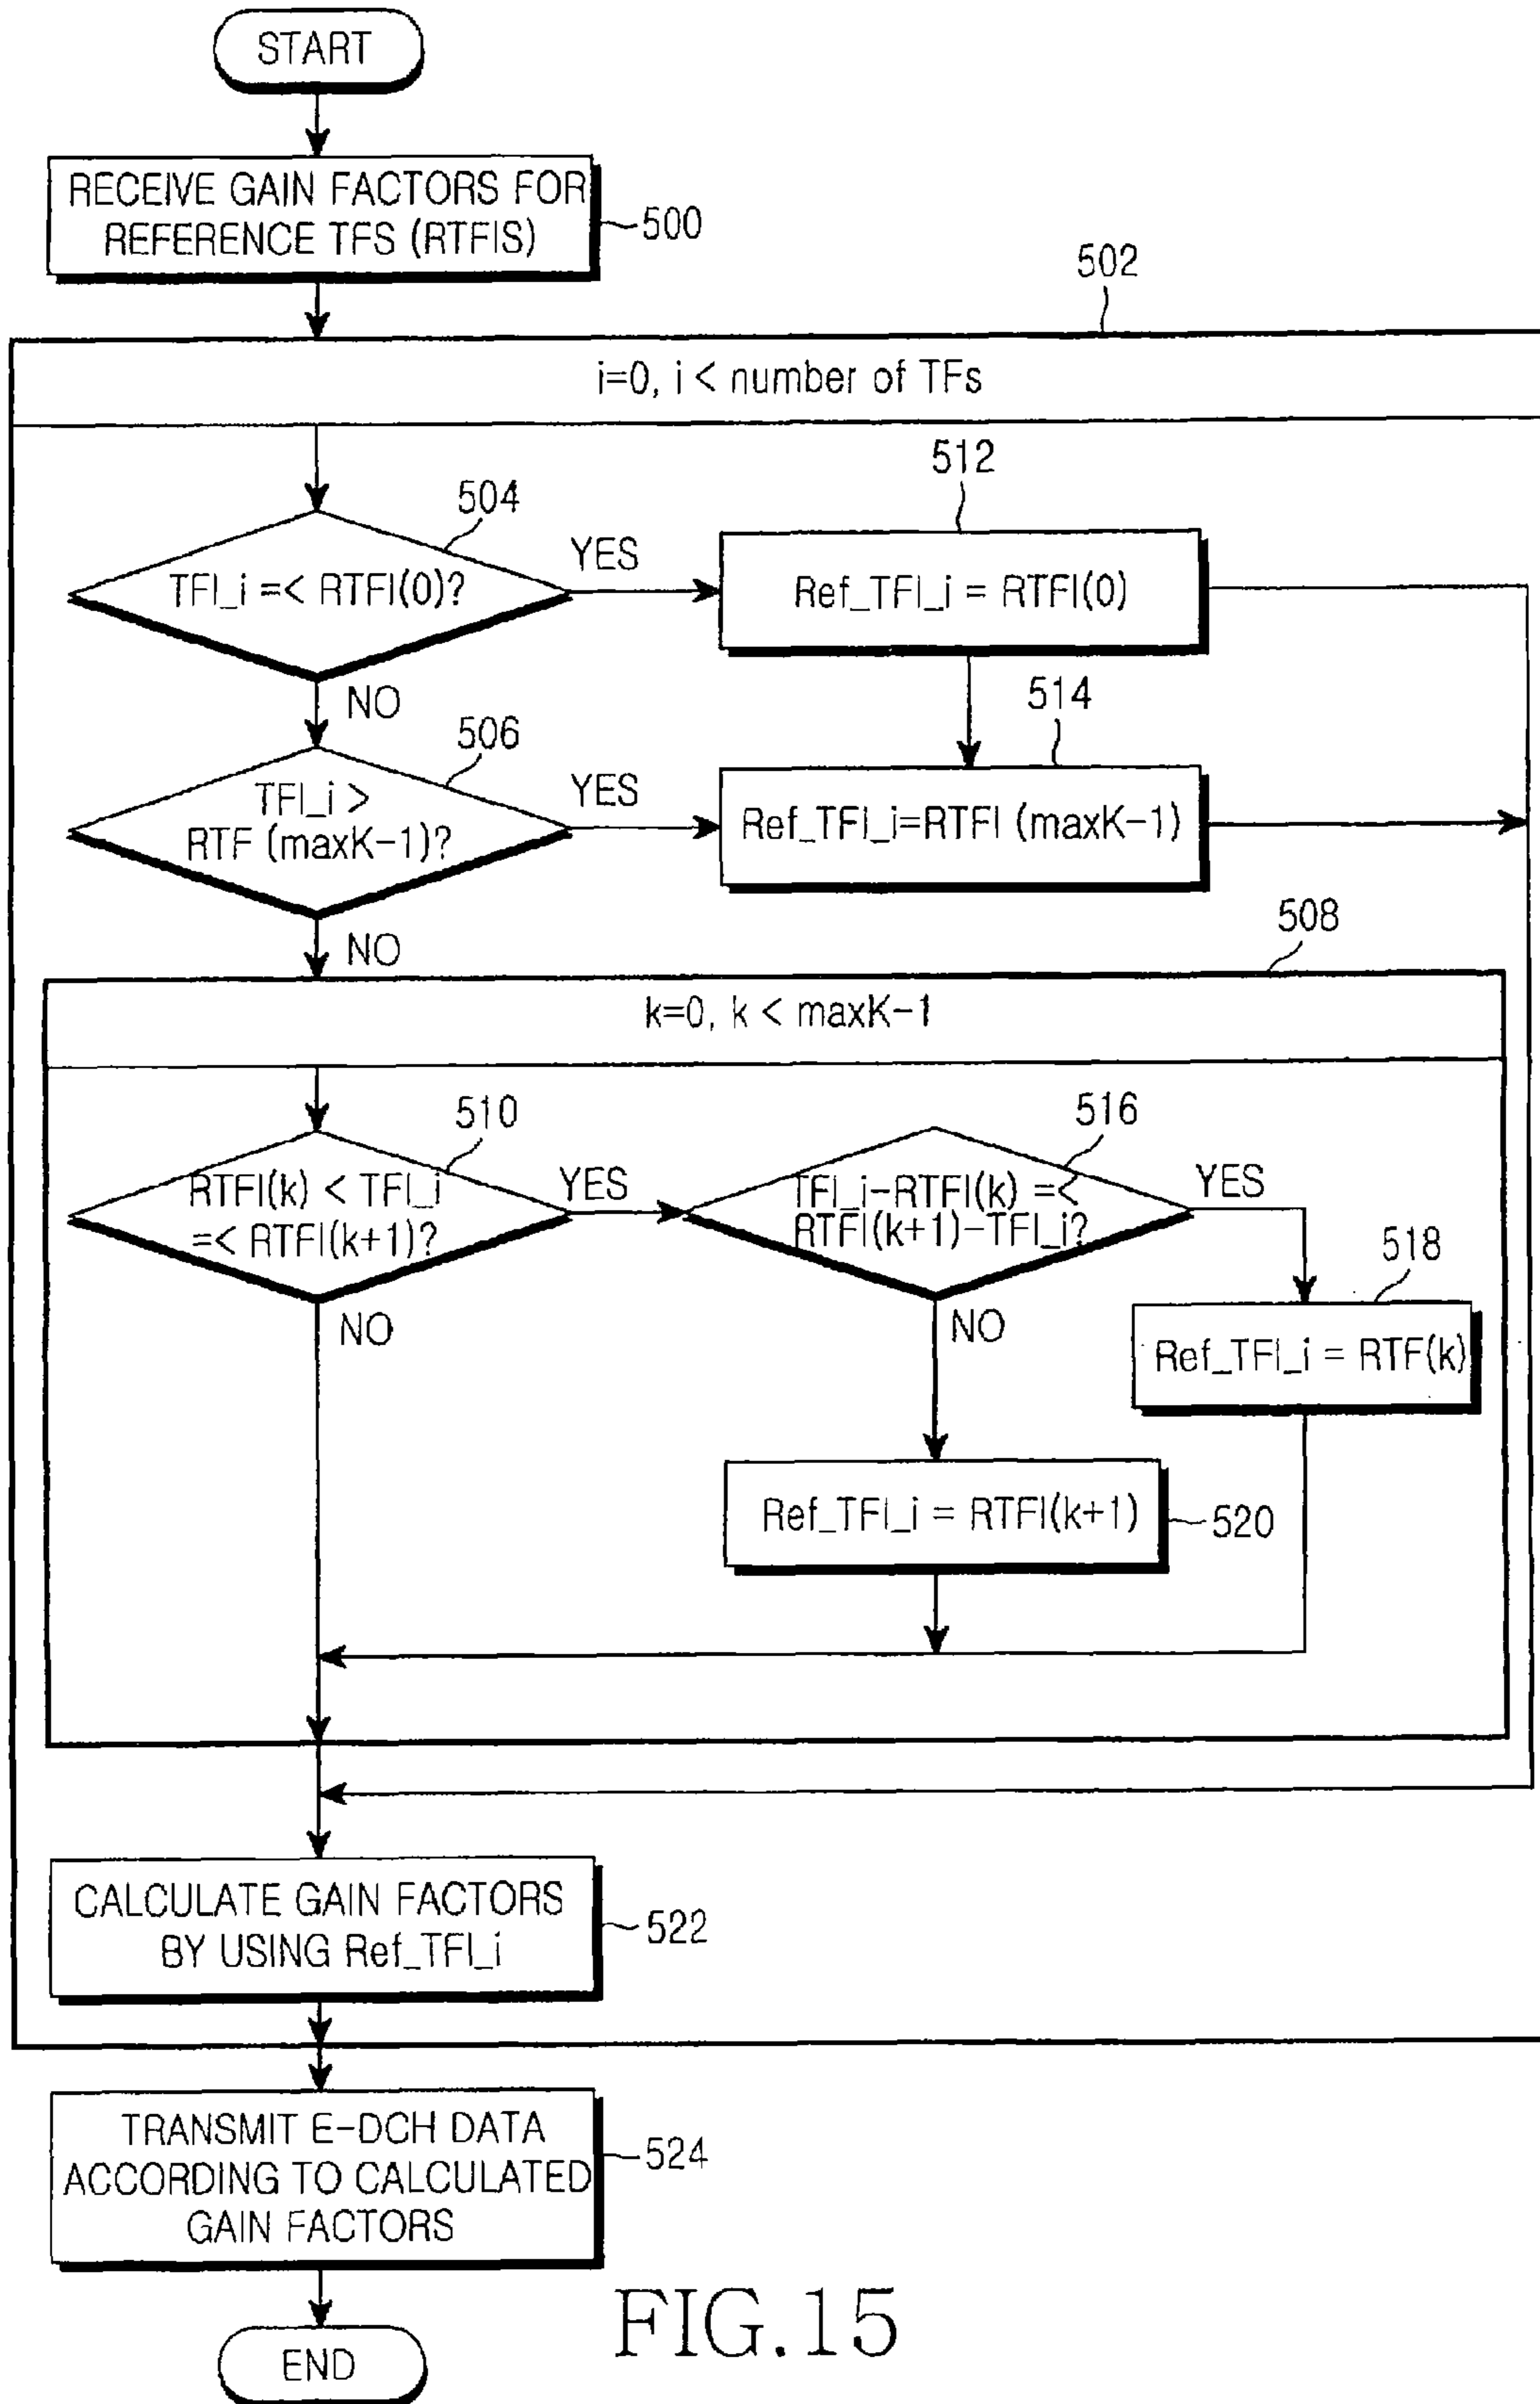 START
RECEIVE GAIN FACTORS FOR
REFERENCE TFS (RTFIS)
500
502
i=0, i < number of TFs
504
TFI_i =< RTFI(0)?
YES
512
Ref_TFI_i = RTFI(0)
NO
506
TFI_i >
RTF (maxK-1)?
YES
514
Ref_TFI_i=RTFI (maxK-1)
NO
508
k=0, k < maxK-1
510
RTFI(k) < TFI_i
=< RTFI(k+1)?
YES
516
TFI_i-RTFI(k) =<
RTFI(k+1)-TFI_i?
YES
518
Ref_TFI_i = RTF(k)
NO
NO
Ref_TFI_i = RTFI(k+1)
520
CALCULATE GAIN FACTORS
BY USING Ref_TFI_i
522
TRANSMIT E-DCH DATA
ACCORDING TO CALCULATED
GAIN FACTORS
524
END
FIG.15